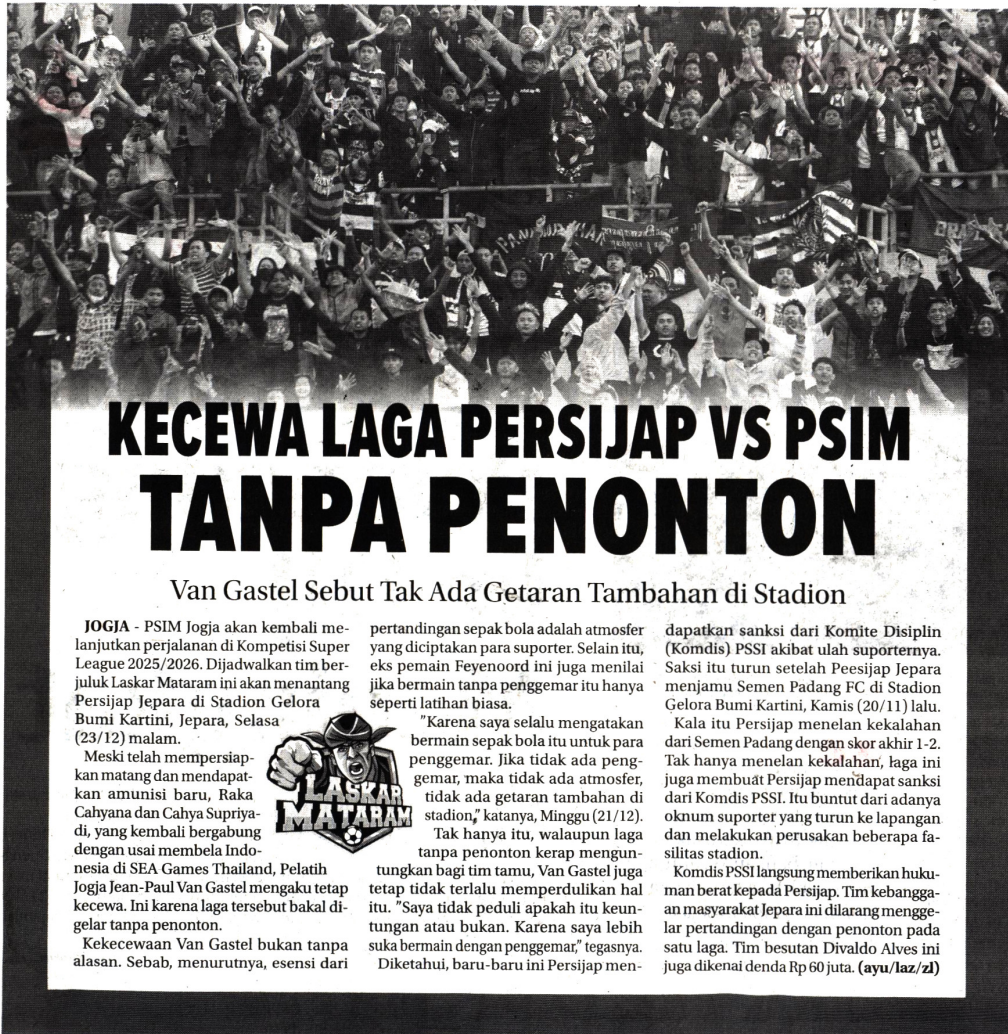 KECEWA LAGA PERSIJAP VS PSIM
TANPA PENONTON
Van Gastel Sebut Tak Ada Getaran Tambahan di Stadion
JOGJA - PSIM Jogja akan kembali me-
lanjutkan perjalanan di Kompetisi Super
League 2025/2026. Dijadwalkan tim ber-
juluk Laskar Mataram ini akan menantang
Persijap Jepara di Stadion Gelora
Bumi Kartini, Jepara, Selasa
(23/12) malam.
Meski telah mempersiap-
kan matang dan mendapat-
kan amunisi baru, Raka
Cahyana dan Cahya Supriya-
di, yang kembali bergabung
dengan usai membela Indo-
nesia di SEA Games Thailand, Pelatih
Jogja Jean-Paul Van Gastel mengaku tetap
kecewa. Ini karena laga tersebut bakal di-
gelar tanpa penonton.
Kekecewaan Van Gastel bukan tanpa
alasan. Sebab, menurutnya, esensi dari
LASKAR
MATARAM
pertandingan sepak bola adalah atmosfer
yang diciptakan para suporter. Selain itu,
eks pemain Feyenoord ini juga menilai
jika bermain tanpa penggemar itu hanya
seperti latihan biasa.
"Karena saya selalu mengatakan
bermain sepak bola itu untuk para
penggemar. Jika tidak ada peng-
gemar, maka tidak ada atmosfer,
tidak ada getaran tambahan di
stadion," katanya, Minggu (21/12).
Tak hanya itu, walaupun laga
tanpa penonton kerap mengun-
tungkan bagi tim tamu, Van Gastel juga
tetap tidak terlalu memperdulikan hal
itu. "Saya tidak peduli apakah itu keun-
tungan atau bukan. Karena saya lebih
suka bermain dengan penggemar," tegasnya.
Diketahui, baru-baru ini Persijap men-
dapatkan sanksi dari Komite Disiplin
(Komdis) PSSI akibat ulah suporternya.
Saksi itu turun setelah Peesijap Jepara
menjamu Semen Padang FC di Stadion
Gelora Bumi Kartini, Kamis (20/11) lalu.
Kala itu Persijap menelan kekalahan
dari Semen Padang dengan skor akhir 1-2.
Tak hanya menelan kekalahan, laga ini
juga membuat Persijap mendapat sanksi
dari Komdis PSSI. Itu buntut dari adanya
oknum suporter yang turun ke lapangan
dan melakukan perusakan beberapa fa-
silitas stadion.
Komdis PSSI langsung memberikan huku-
man berat kepada Persijap. Tim kebangga-
an masyarakat Jepara ini dilarang mengge-
lar pertandingan dengan penonton pada
satu laga. Tim besutan Divaldo Alves ini
juga dikenai denda Rp 60 juta. (ayu/laz/zl)